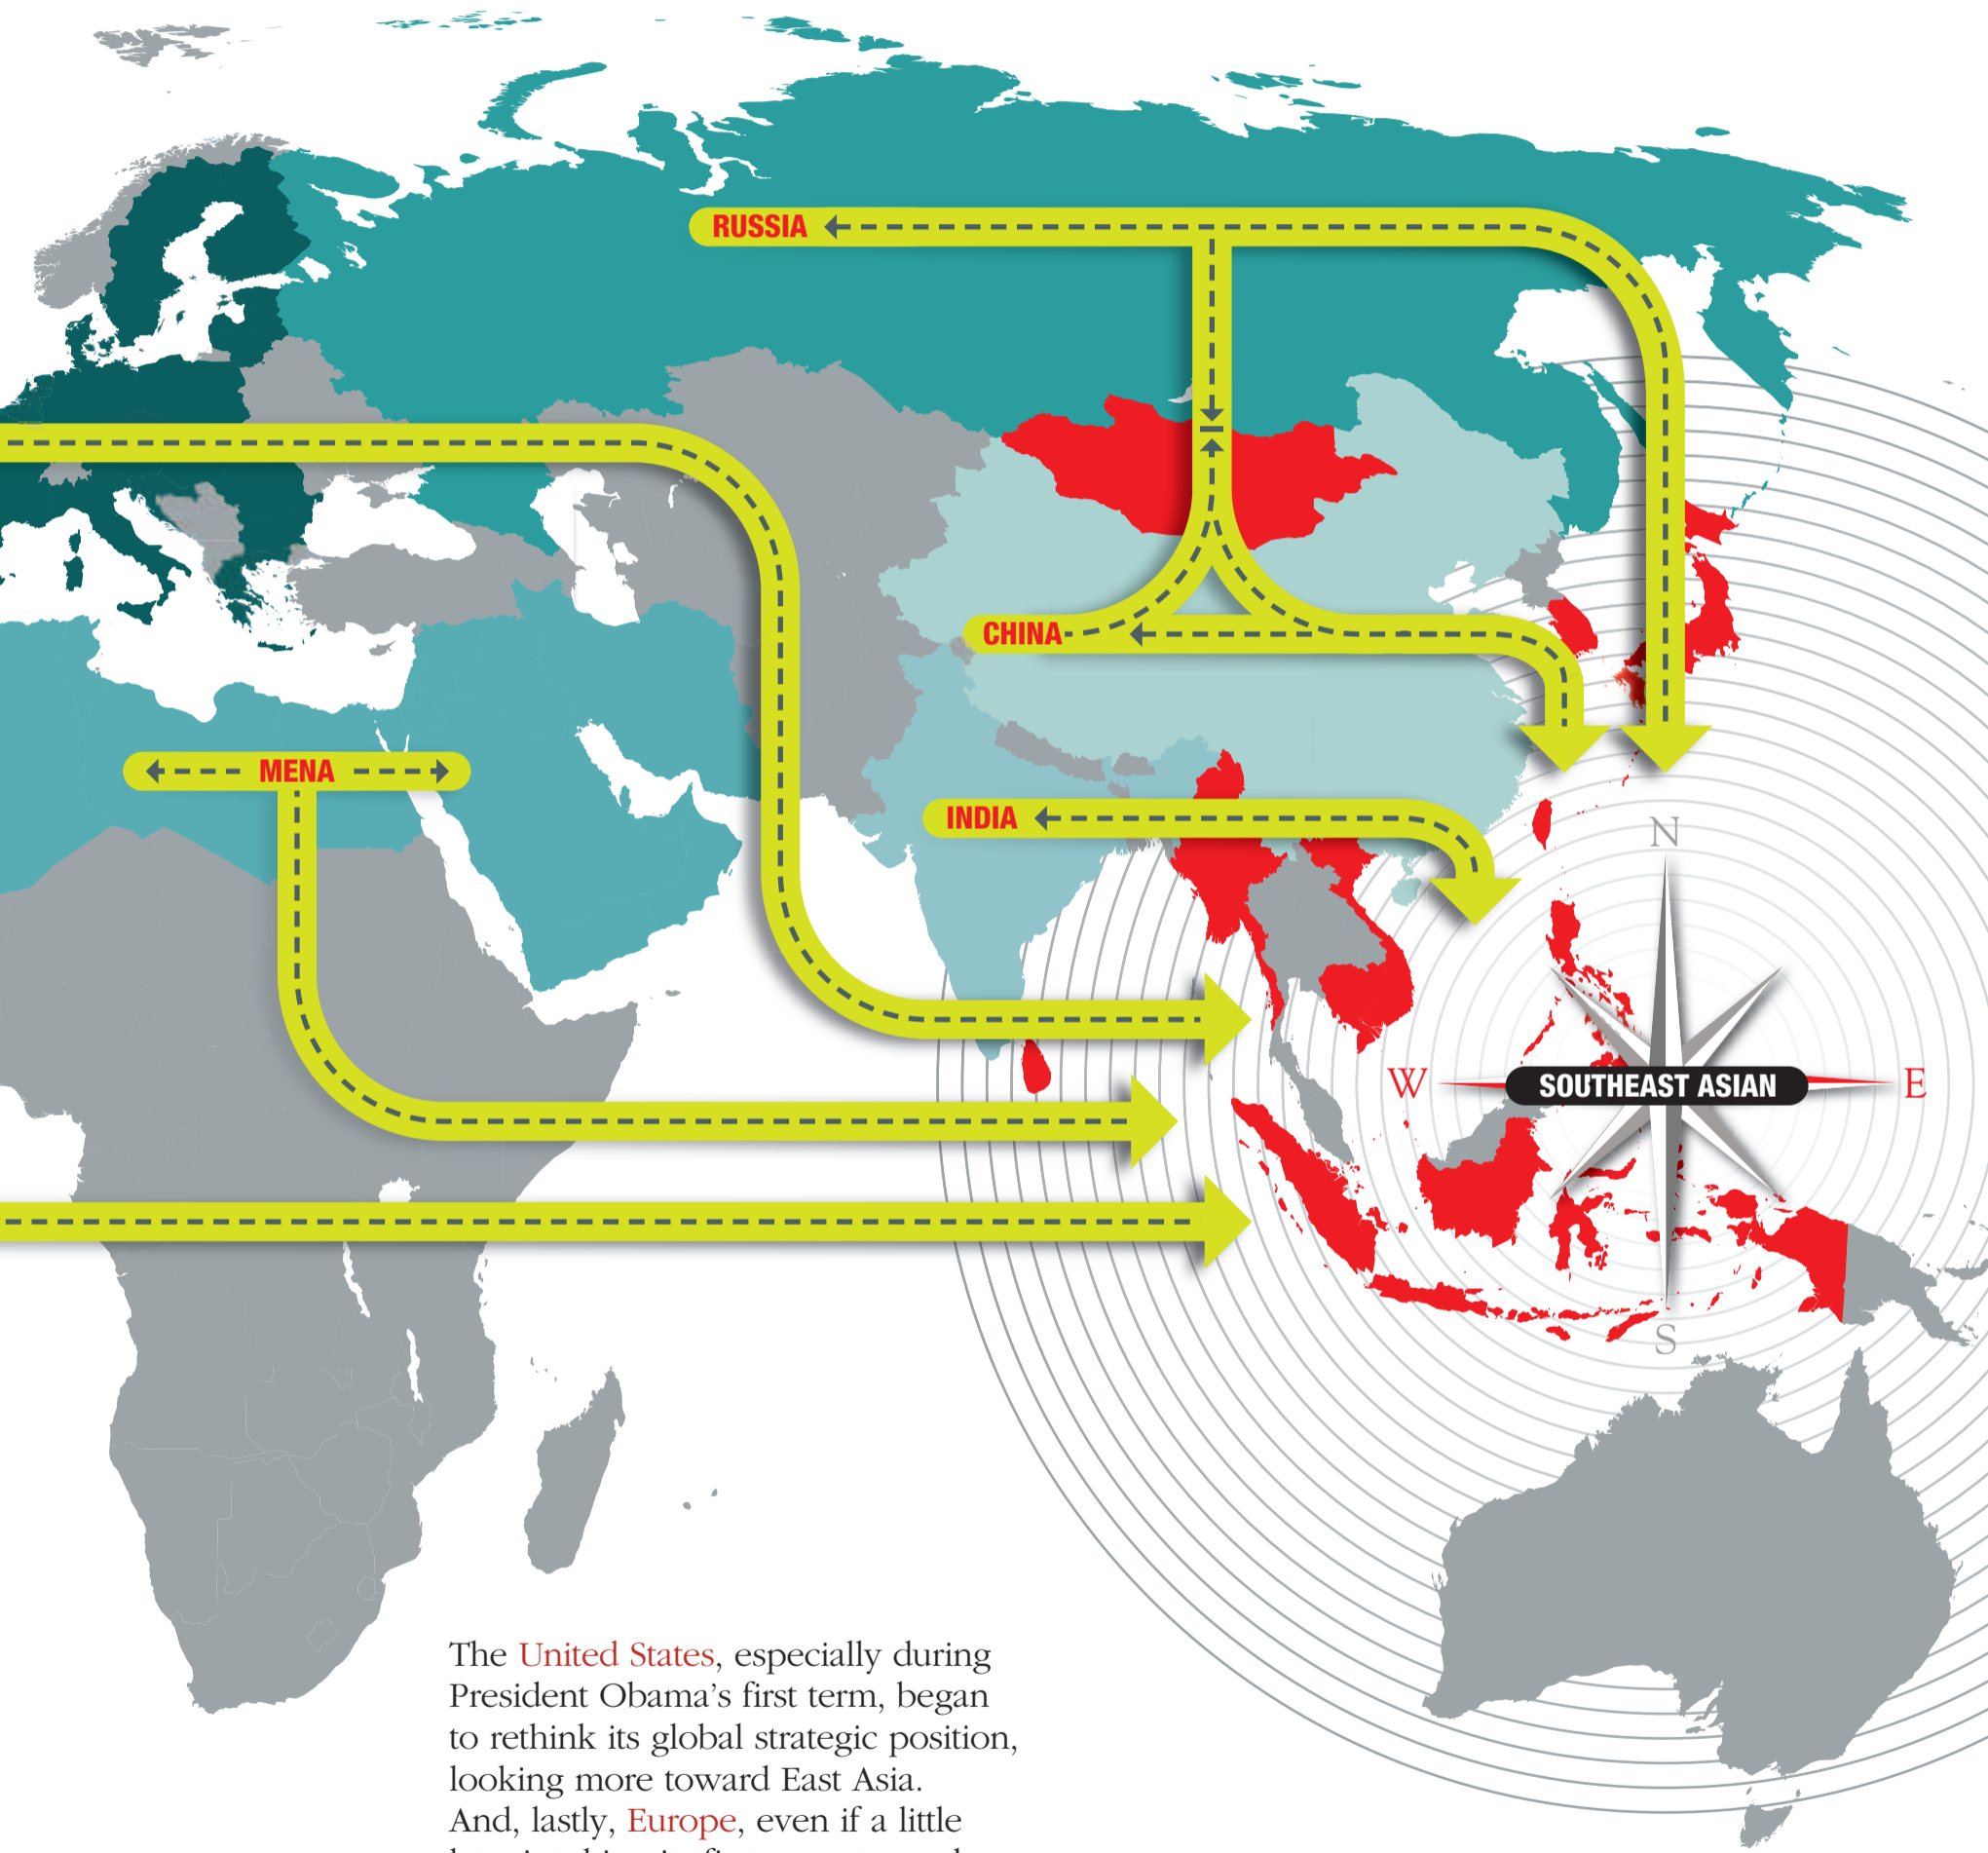 RUSSIA
CHINA
MENA
INDIA
N
W
SOUTHEAST ASIAN
E
S
The United States, especially during
President Obama’s first term, began
to rethink its global strategic position,
looking more toward East Asia.
And, lastly, Europe, even if a little